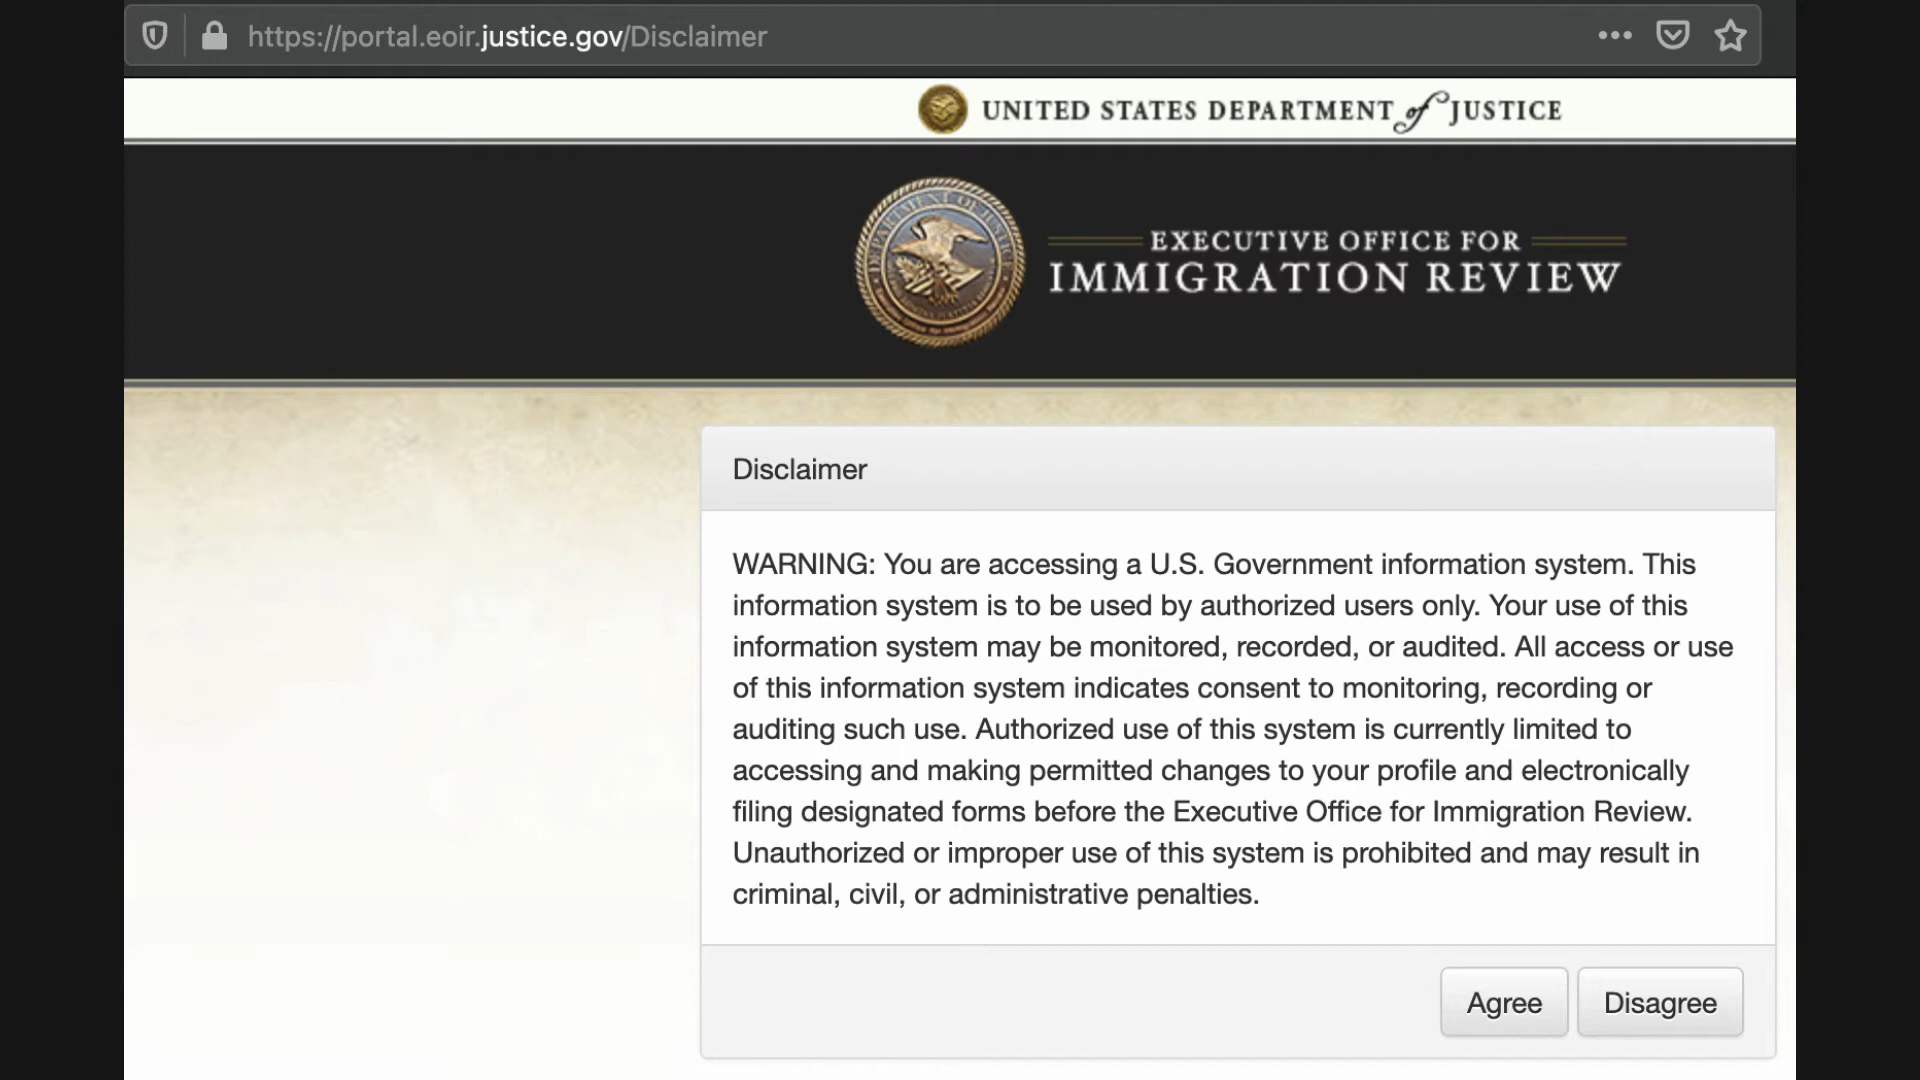 https://portal.eoir.justice.gov/Disclaimer
UNITED STATES DEPARTMENT of JUSTICE
EXECUTIVE OFFICE FOR
IMMIGRATION REVIEW
Disclaimer
WARNING: You are accessing a U.S. Government information system. This
information system is to be used by authorized users only. Your use of this
information system may be monitored, recorded, or audited. All access or use
of this information system indicates consent to monitoring, recording or
auditing such use. Authorized use of this system is currently limited to
accessing and making permitted changes to your profile and electronically
filing designated forms before the Executive Office for Immigration Review.
Unauthorized or improper use of this system is prohibited and may result in
criminal, civil, or administrative penalties.
Agree Disagree